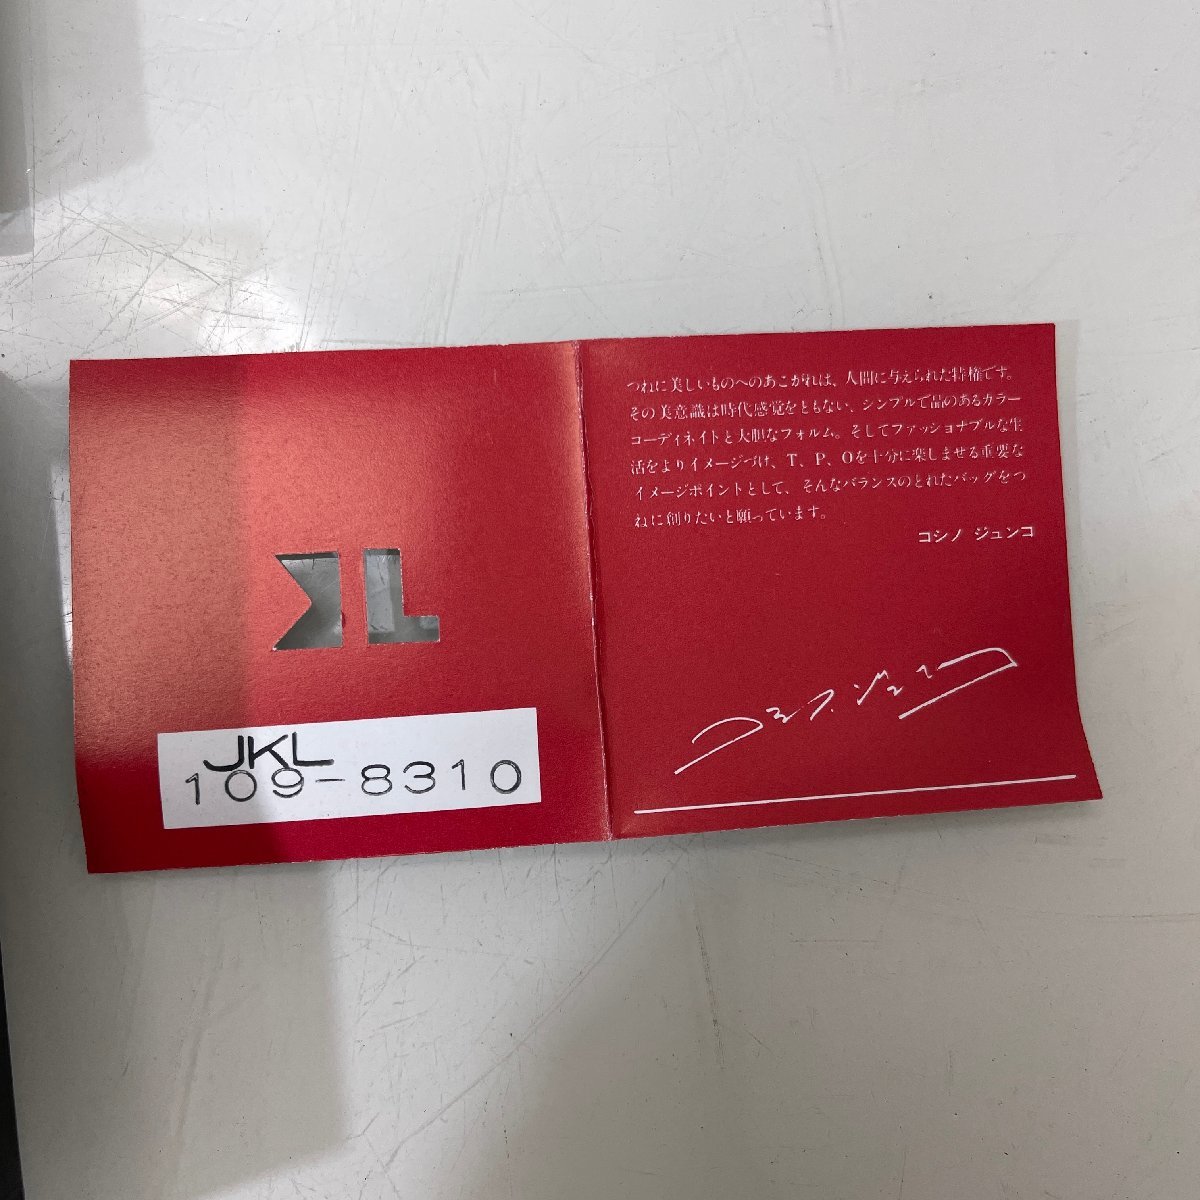 JKL
109-8310
つねに美しいものへのあこがれは、人間に与えられた特権です。
その美意識は時代感覚をともない、シンプルで品のあるカラー
コーディネイトと大胆なフォルム。そしてファッショナブルな生
活をよりイメージづけ、T、P、Oを十分に楽しませる重要な
イメージポイントとして、そんなバランスのとれたバッグをつ
ねに創りたいと願っています。
コシノ ジュンコ
コシノ.ジュンコ